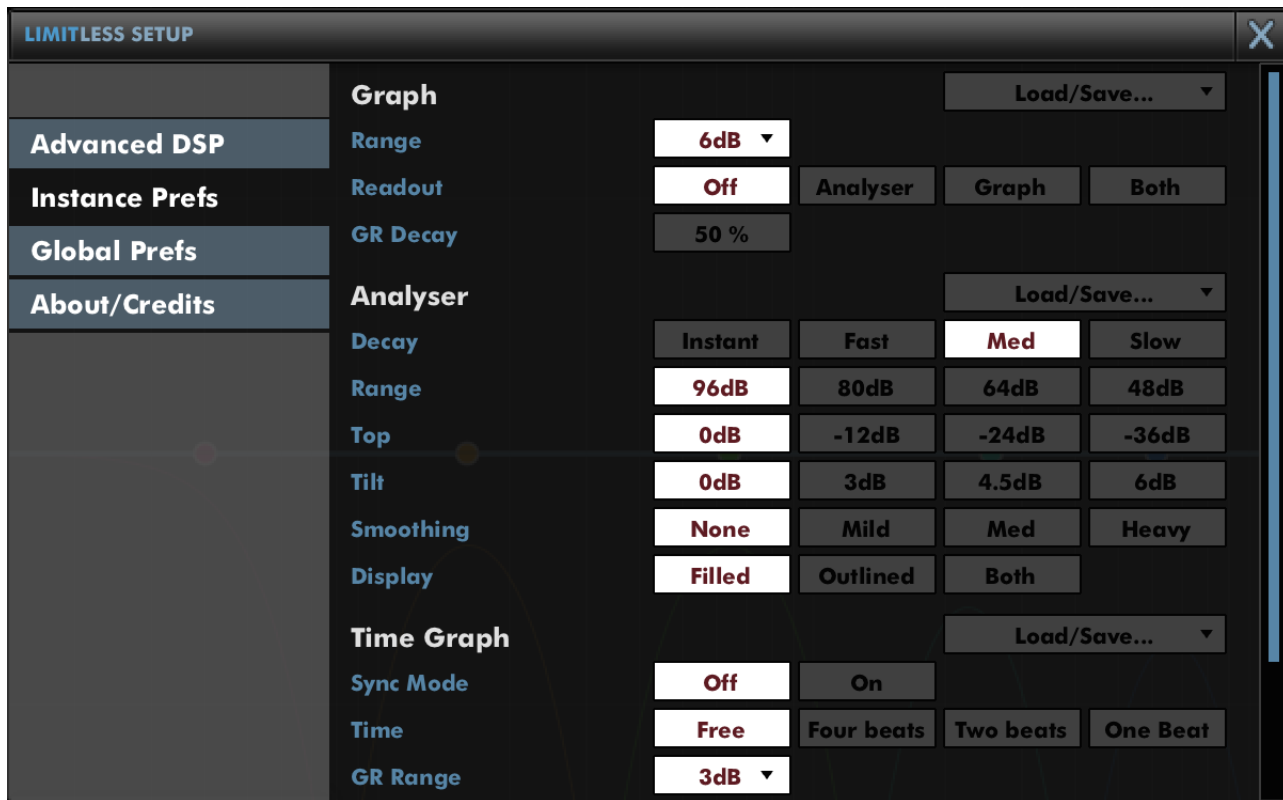 LIMITLESS SETUP
X
Advanced DSP
Instance Prefs
Global Prefs
About/Credits
Graph Load/Save...
Range 6dB
Readout Off Analyser Graph Both
GR Decay 50 %
Analyser Load/Save...
Decay Instant Fast Med Slow
Range 96dB 80dB 64dB 48dB
Top 0dB -12dB -24dB -36dB
Tilt 0dB 3dB 4.5dB 6dB
Smoothing None Mild Med Heavy
Display Filled Outlined Both
Time Graph Load/Save...
Sync Mode Off On
Time Free Four beats Two beats One Beat
GR Range 3dB